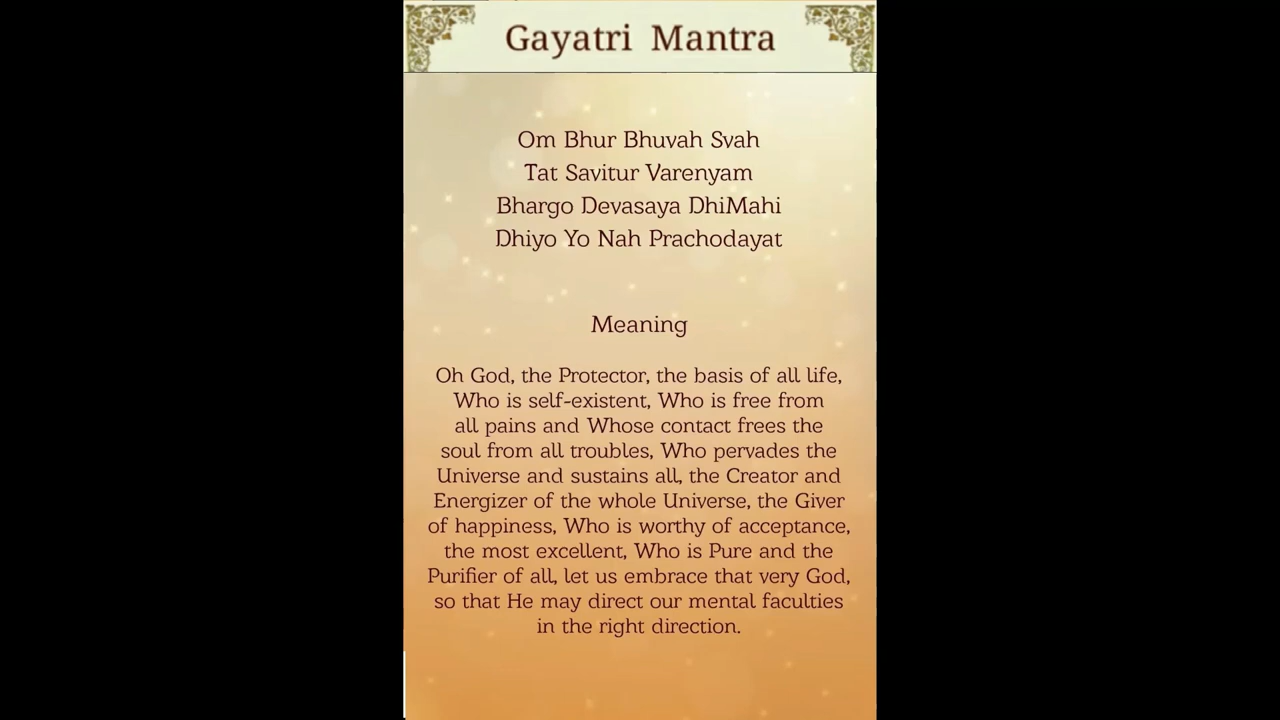 Gayatri Mantra
Om Bhur Bhuvah Svah
Tat Savitur Varenyam
Bhargo Devasaya DhiMahi
Dhiyo Yo Nah Prachodayat
Meaning
Oh God, the Protector, the basis of all life,
Who is self-existent, Who is free from
all pains and Whose contact frees the
soul from all troubles, Who pervades the
Universe and sustains all, the Creator and
Energizer of the whole Universe, the Giver
of happiness, Who is worthy of acceptance,
the most excellent, Who is Pure and the
Purifier of all, let us embrace that very God,
so that He may direct our mental faculties
in the right direction.